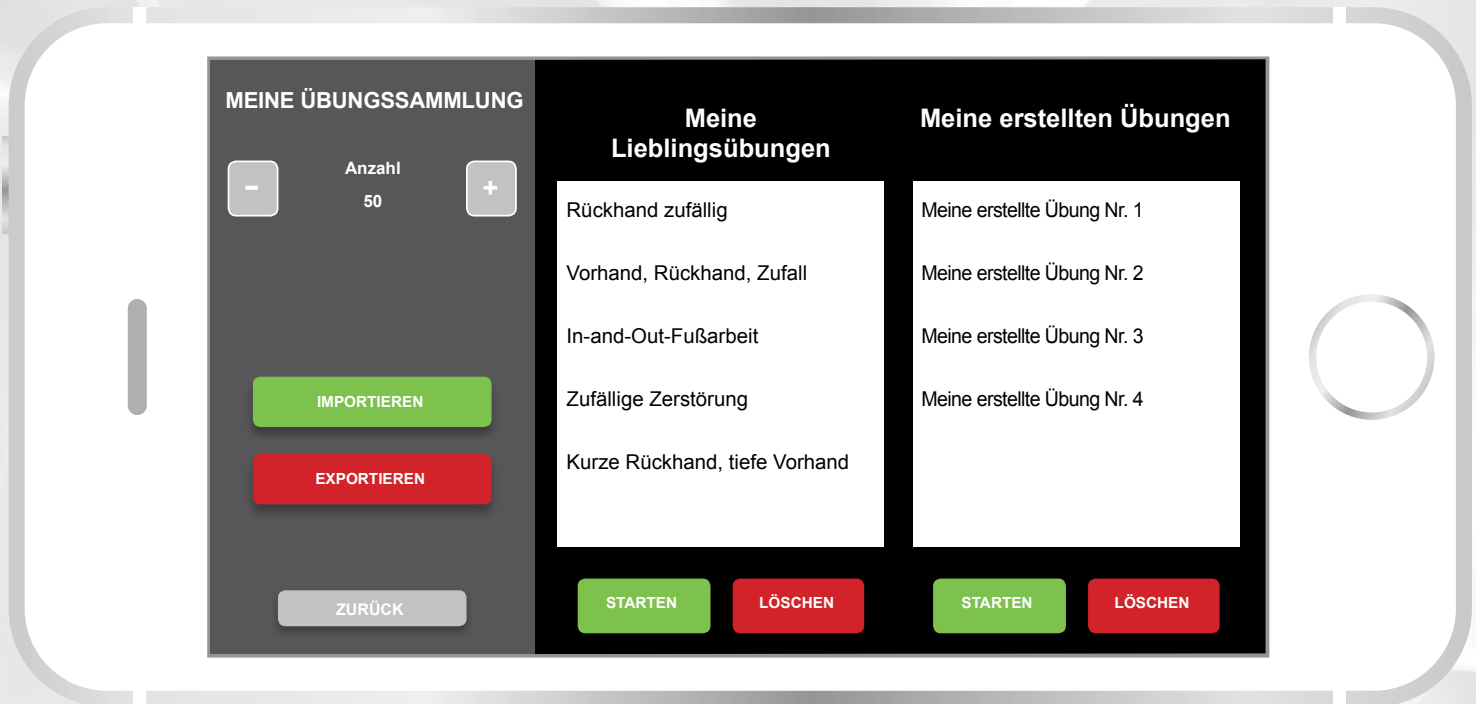 MEINE ÜBUNGSSAMMLUNG
Anzahl
-
50
+
IMPORTIEREN
EXPORTIEREN
ZURÜCK
Meine
Lieblingsübungen
Rückhand zufällig
Vorhand, Rückhand, Zufall
In-and-Out-Fußarbeit
Zufällige Zerstörung
Kurze Rückhand, tiefe Vorhand
STARTEN
LÖSCHEN
Meine erstellten Übungen
Meine erstellte Übung Nr. 1
Meine erstellte Übung Nr. 2
Meine erstellte Übung Nr. 3
Meine erstellte Übung Nr. 4
STARTEN
LÖSCHEN